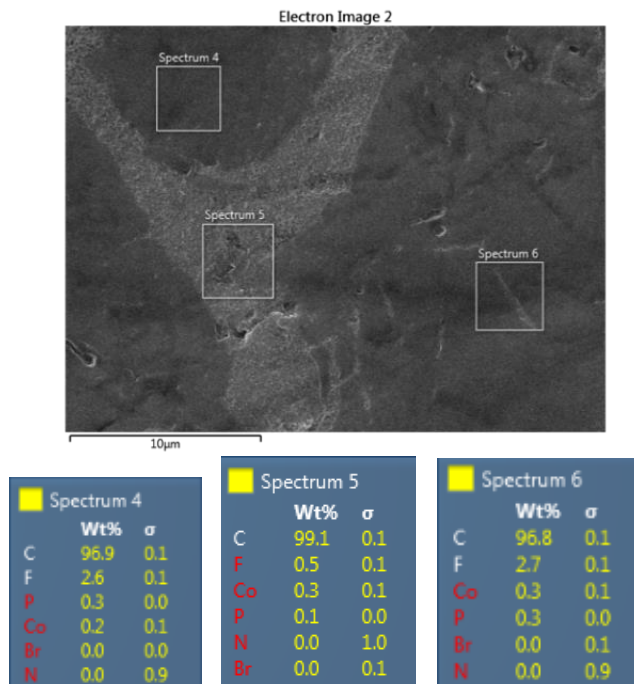 Electron Image 2
Spectrum 4
Spectrum 5
Spectrum 6
10µm
Spectrum 4
Wt% σ
C 96.9 0.1
F 2.6 0.1
P 0.3 0.0
Co 0.2 0.1
Br 0.0 0.0
N 0.0 0.9
Spectrum 5
Wt% σ
C 99.1 0.1
F 0.5 0.1
Co 0.3 0.1
P 0.1 0.0
N 0.0 1.0
Br 0.0 0.1
Spectrum 6
Wt% σ
C 96.8 0.1
F 2.7 0.1
Co 0.3 0.1
P 0.3 0.0
Br 0.0 0.1
N 0.0 0.9